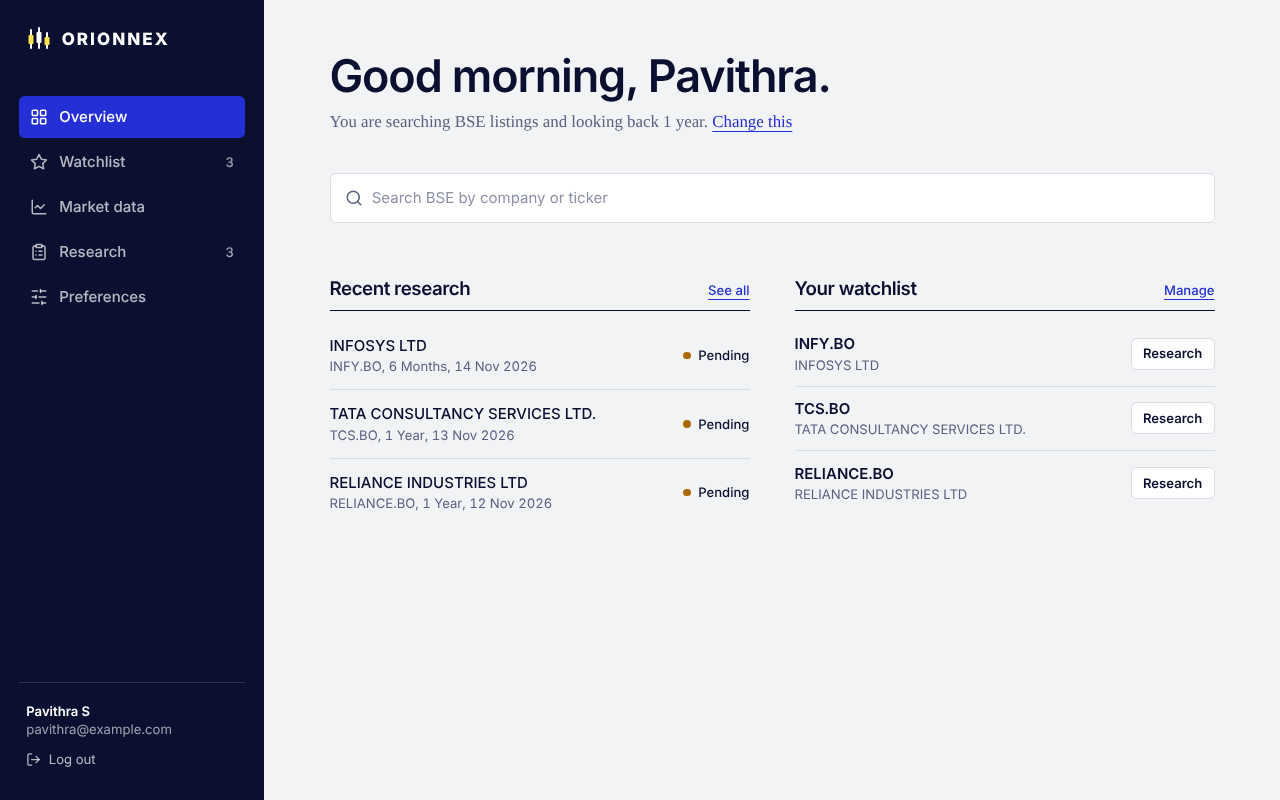 ORIONNEX
Overview
Watchlist 3
Market data
Research 3
Preferences
Pavithra S
pavithra@example.com
Log out
Good morning, Pavithra.
You are searching BSE listings and looking back 1 year. Change this
Search BSE by company or ticker
Recent research See all
INFOSYS LTD
INFY.BO, 6 Months, 14 Nov 2026
Pending
TATA CONSULTANCY SERVICES LTD.
TCS.BO, 1 Year, 13 Nov 2026
Pending
RELIANCE INDUSTRIES LTD
RELIANCE.BO, 1 Year, 12 Nov 2026
Pending
Your watchlist Manage
INFY.BO
INFOSYS LTD
Research
TCS.BO
TATA CONSULTANCY SERVICES LTD.
Research
RELIANCE.BO
RELIANCE INDUSTRIES LTD
Research